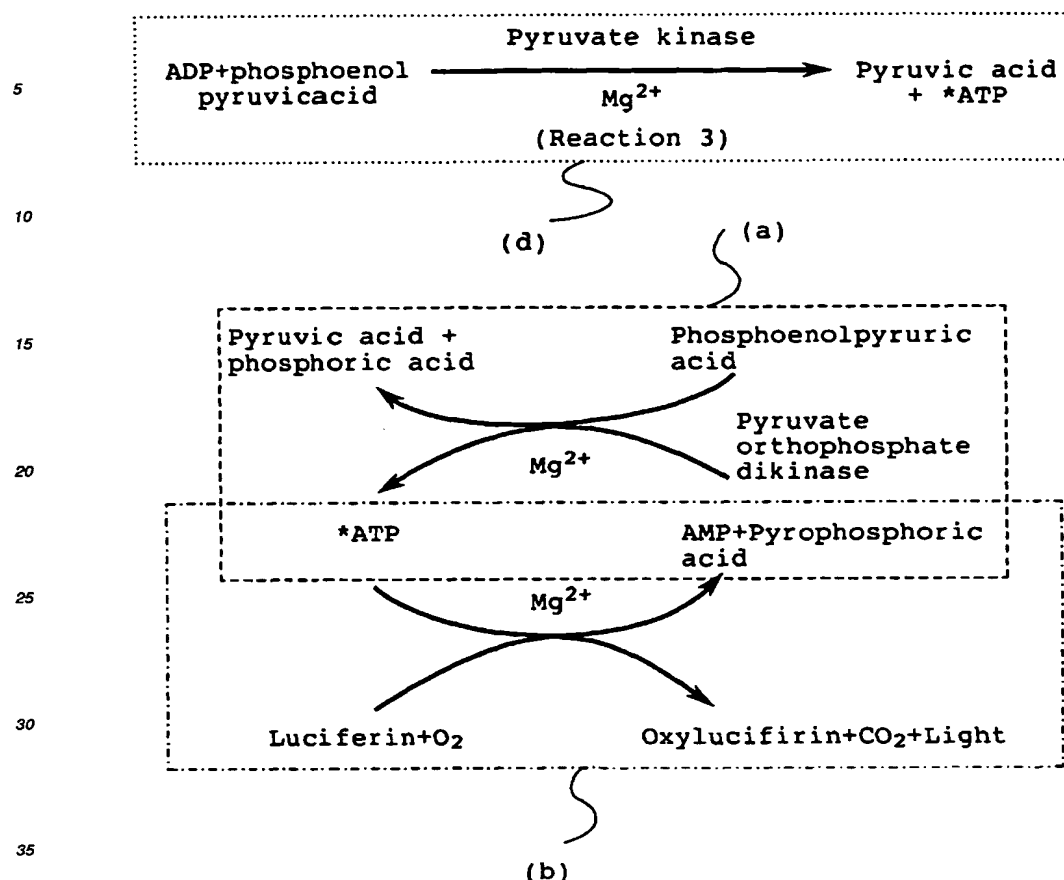 Pyruvate kinase
5
ADP+phosphoenol
pyruvicacid
Mg2+
Pyruvic acid
+ *ATP
(Reaction 3)
10
(d)
(a)
15
Pyruvic acid +
phosphoric acid
Phosphoenolpyruric
acid
Pyruvate
orthophosphate
dikinase
20
Mg2+
*ATP
AMP+Pyrophosphoric
acid
25
Mg2+
30
Luciferin+O2
Oxylucifirin+CO2+Light
35
(b)